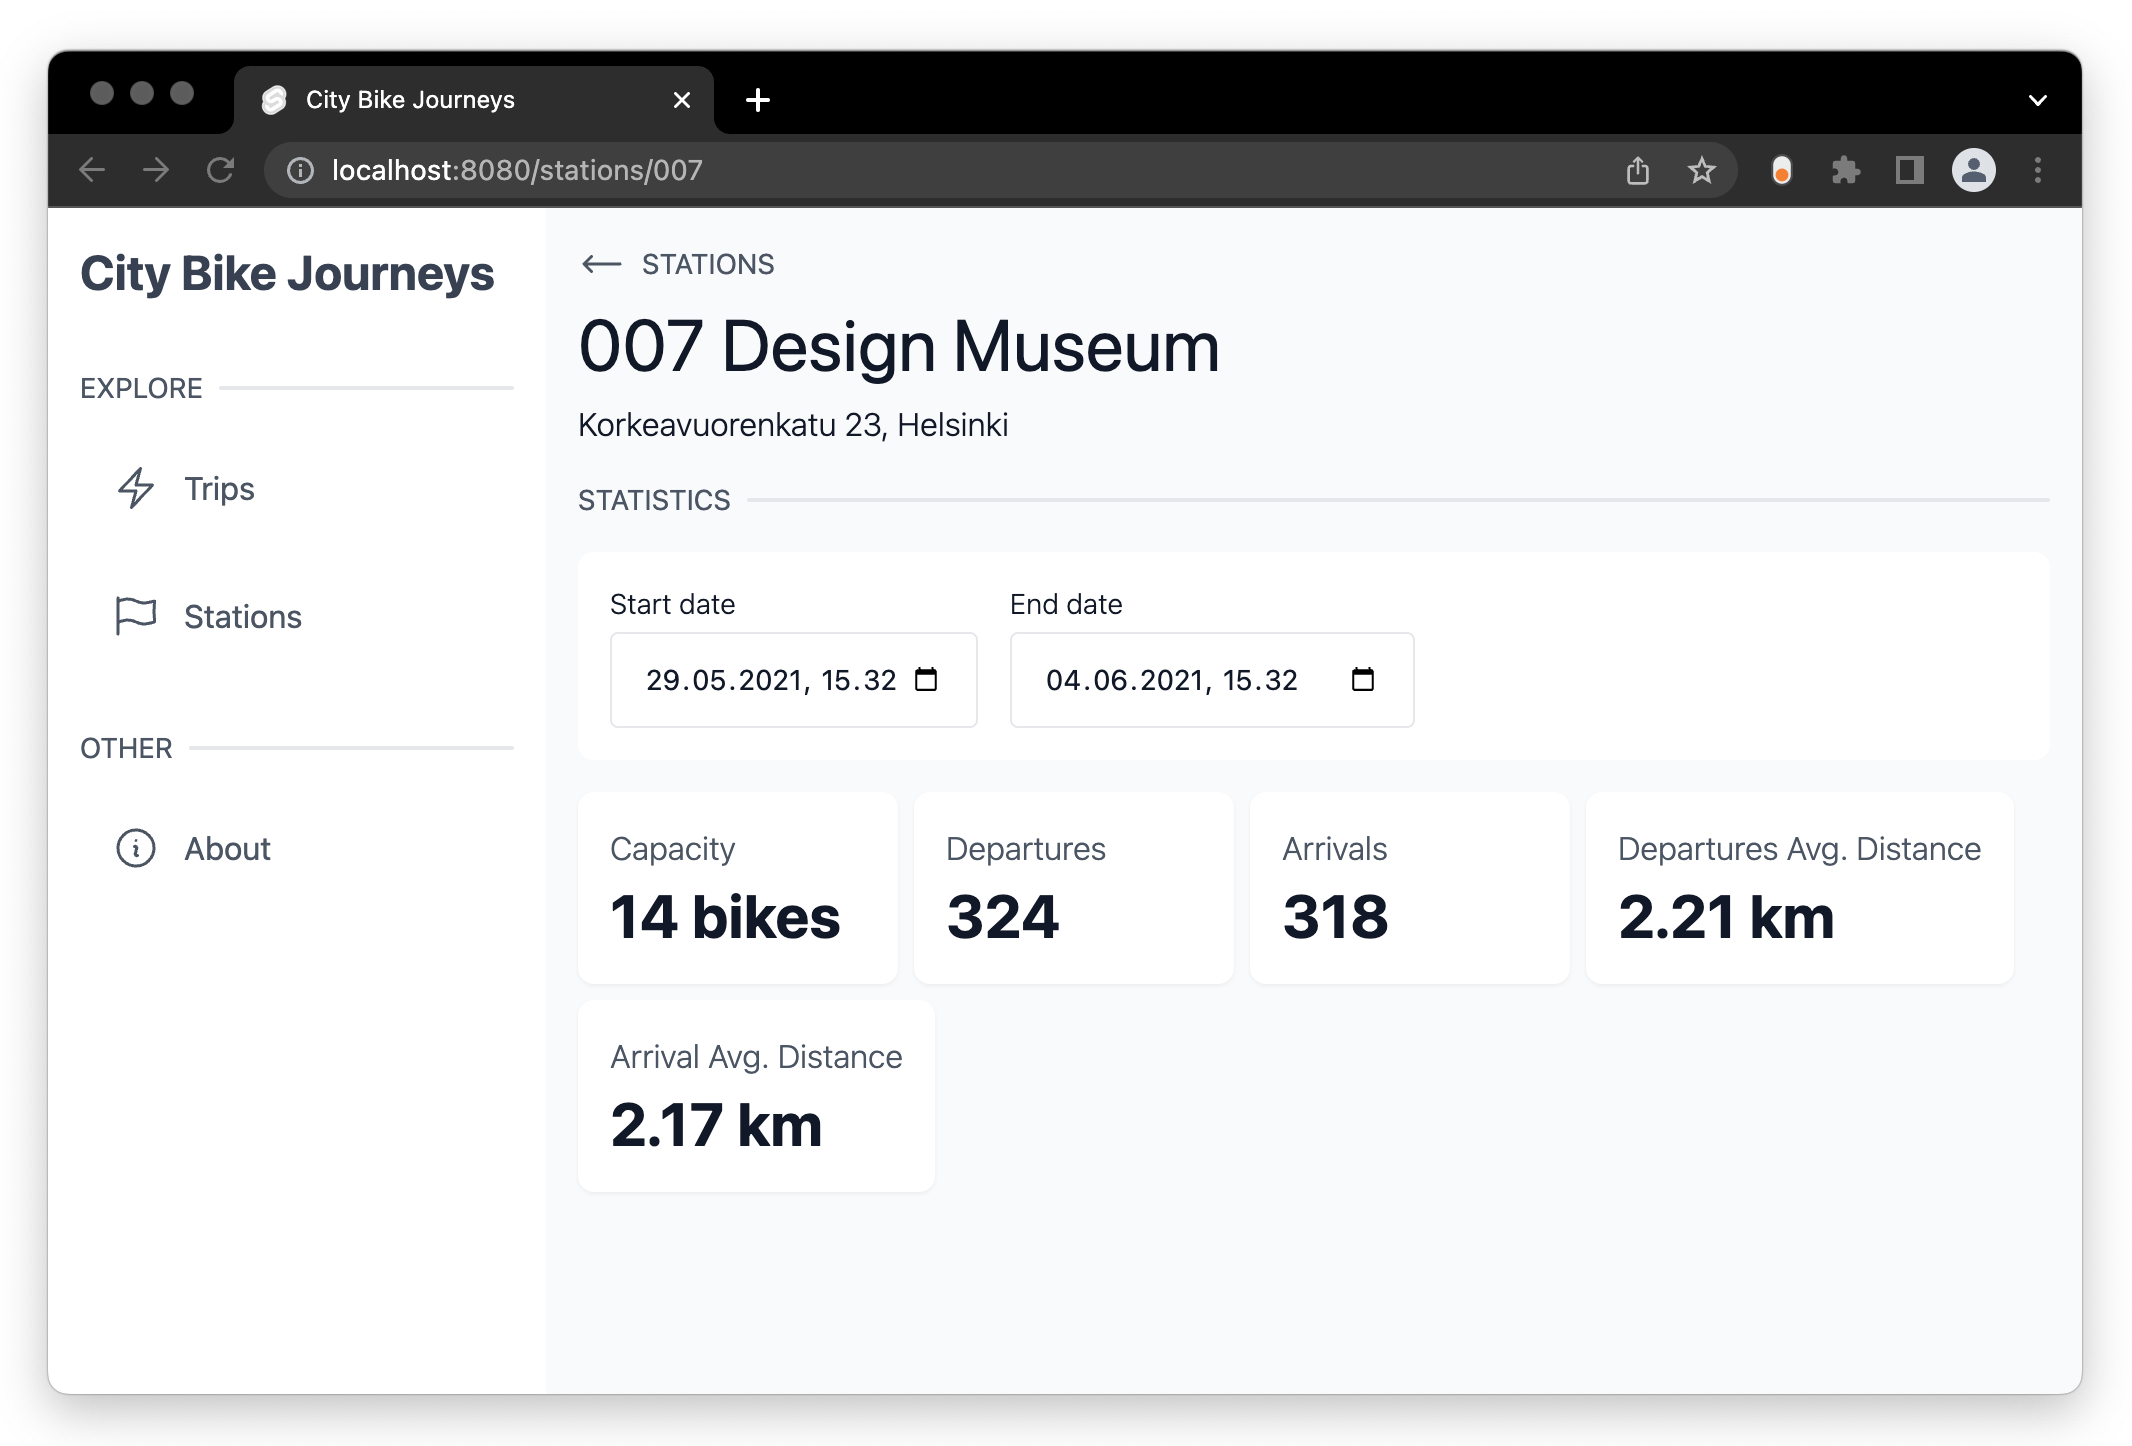 City Bike Journeys
localhost:8080/stations/007
City Bike Journeys
EXPLORE
Trips
Stations
OTHER
About
STATIONS
007 Design Museum
Korkeavuorenkatu 23, Helsinki
STATISTICS
Start date
29.05.2021, 15.32
End date
04.06.2021, 15.32
Capacity
14 bikes
Departures
324
Arrivals
318
Departures Avg. Distance
2.21 km
Arrival Avg. Distance
2.17 km